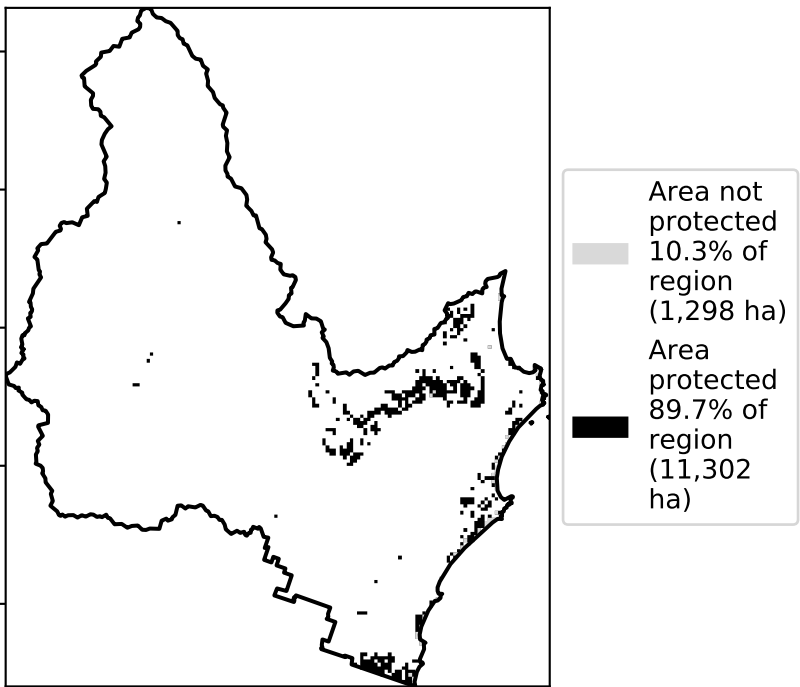 Area not
protected
10.3% of
region
(1,298 ha)
Area
protected
89.7% of
region
(11,302
ha)